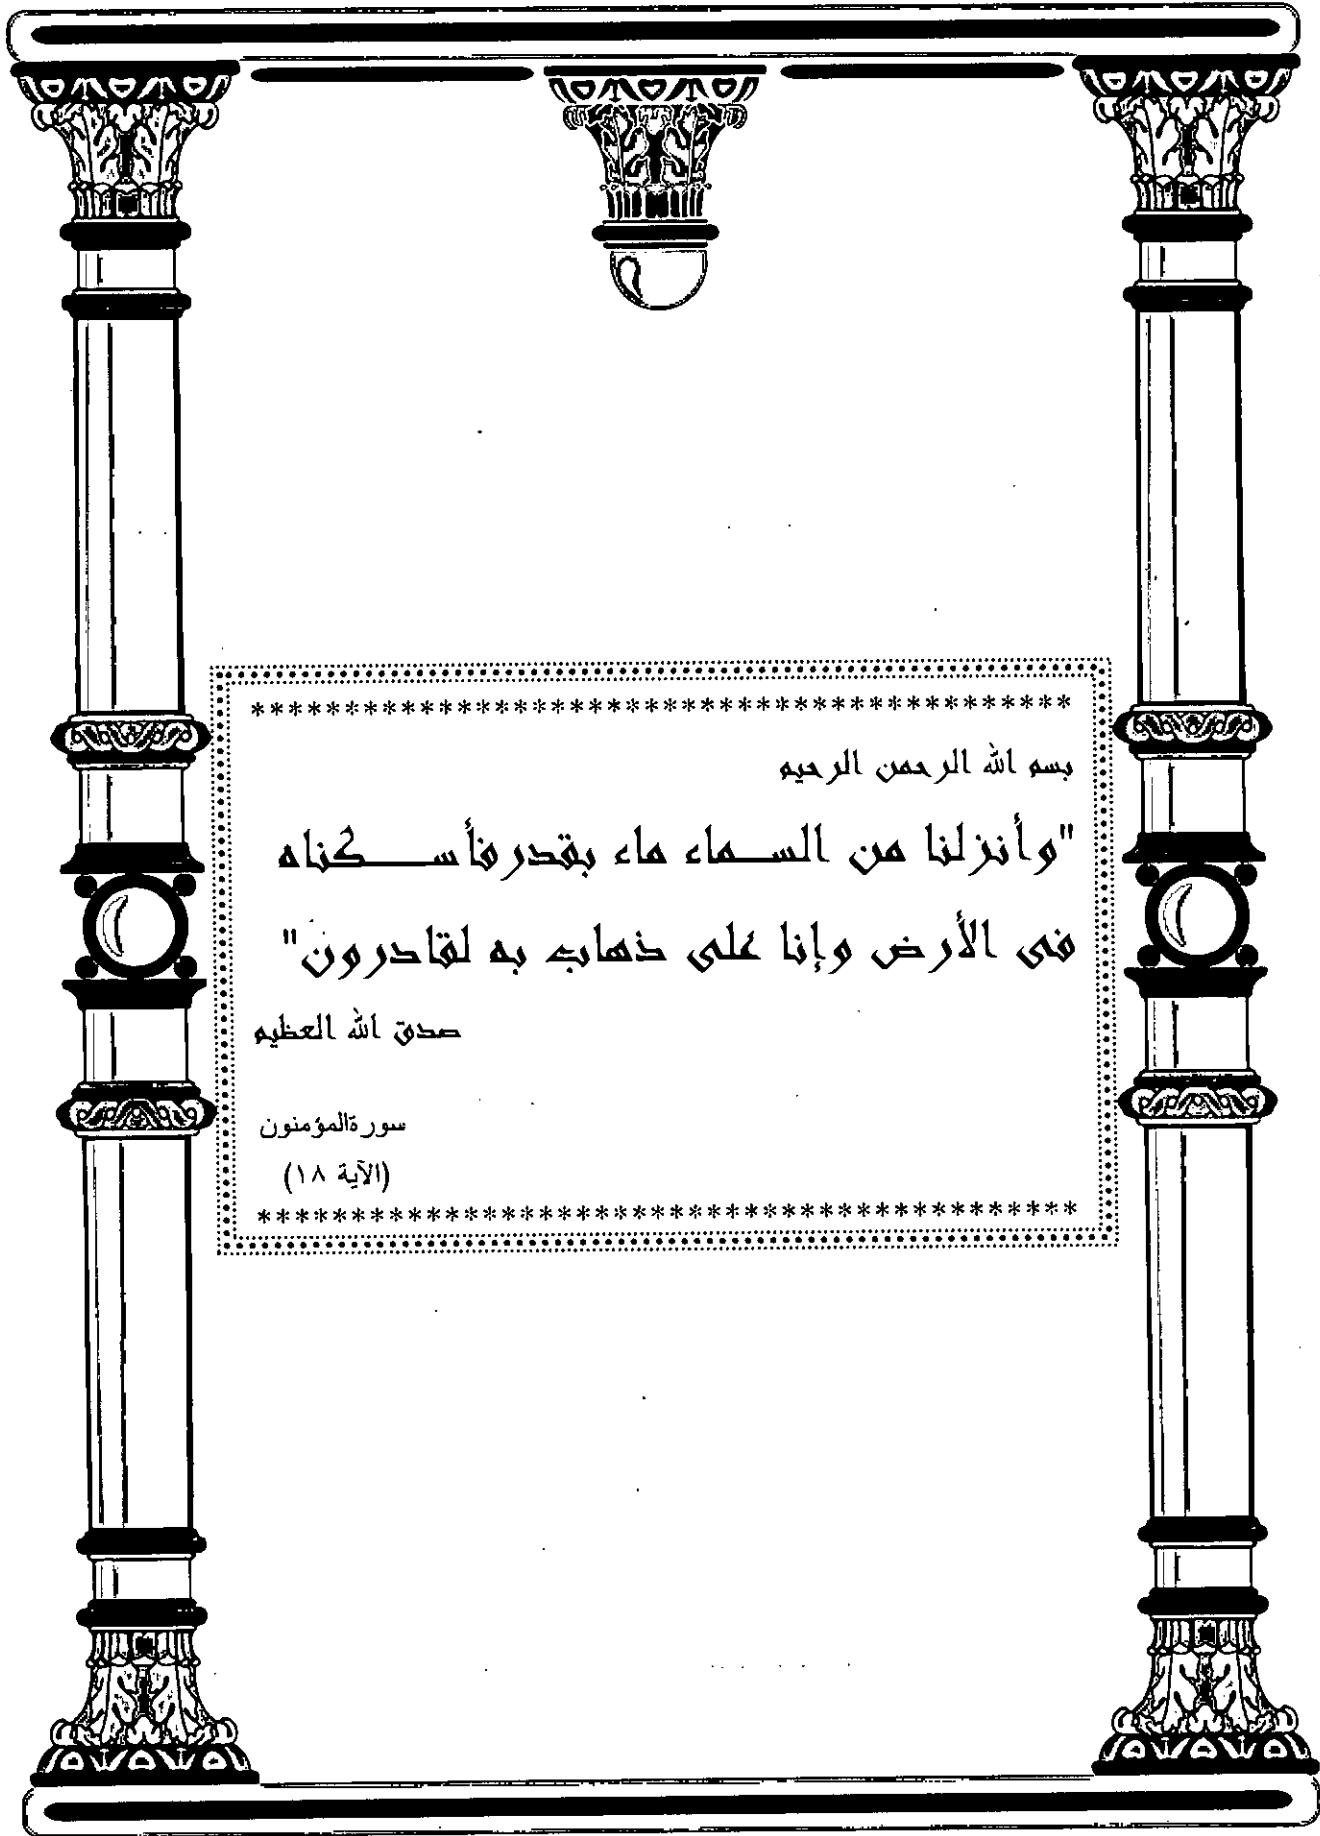 بسم الله الرحمن الرحيم
"وأنزلنا من السماء ماء بقدر فأسكناه
فى الأرض وإنا على ذهاب به لقادرون"
صدق الله العظيم
سورة المؤمنون
(الآية ١٨)